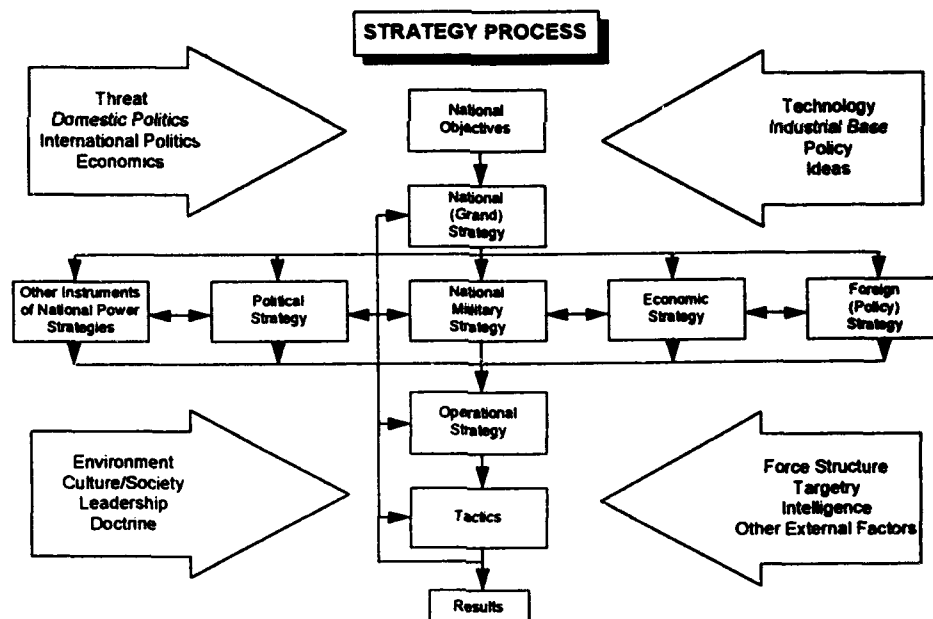 STRATEGY PROCESS
Threat
Domestic Politics
International Politics
Economics
National
Objectives
Technology
Industrial Base
Policy
Ideas
National
(Grand)
Strategy
Other Instruments
of National Power
Strategies
Political
Strategy
National
Military
Strategy
Economic
Strategy
Foreign
(Policy)
Strategy
Operational
Strategy
Environment
Culture/Society
Leadership
Doctrine
Tactics
Force Structure
Targetry
Intelligence
Other External Factors
Results